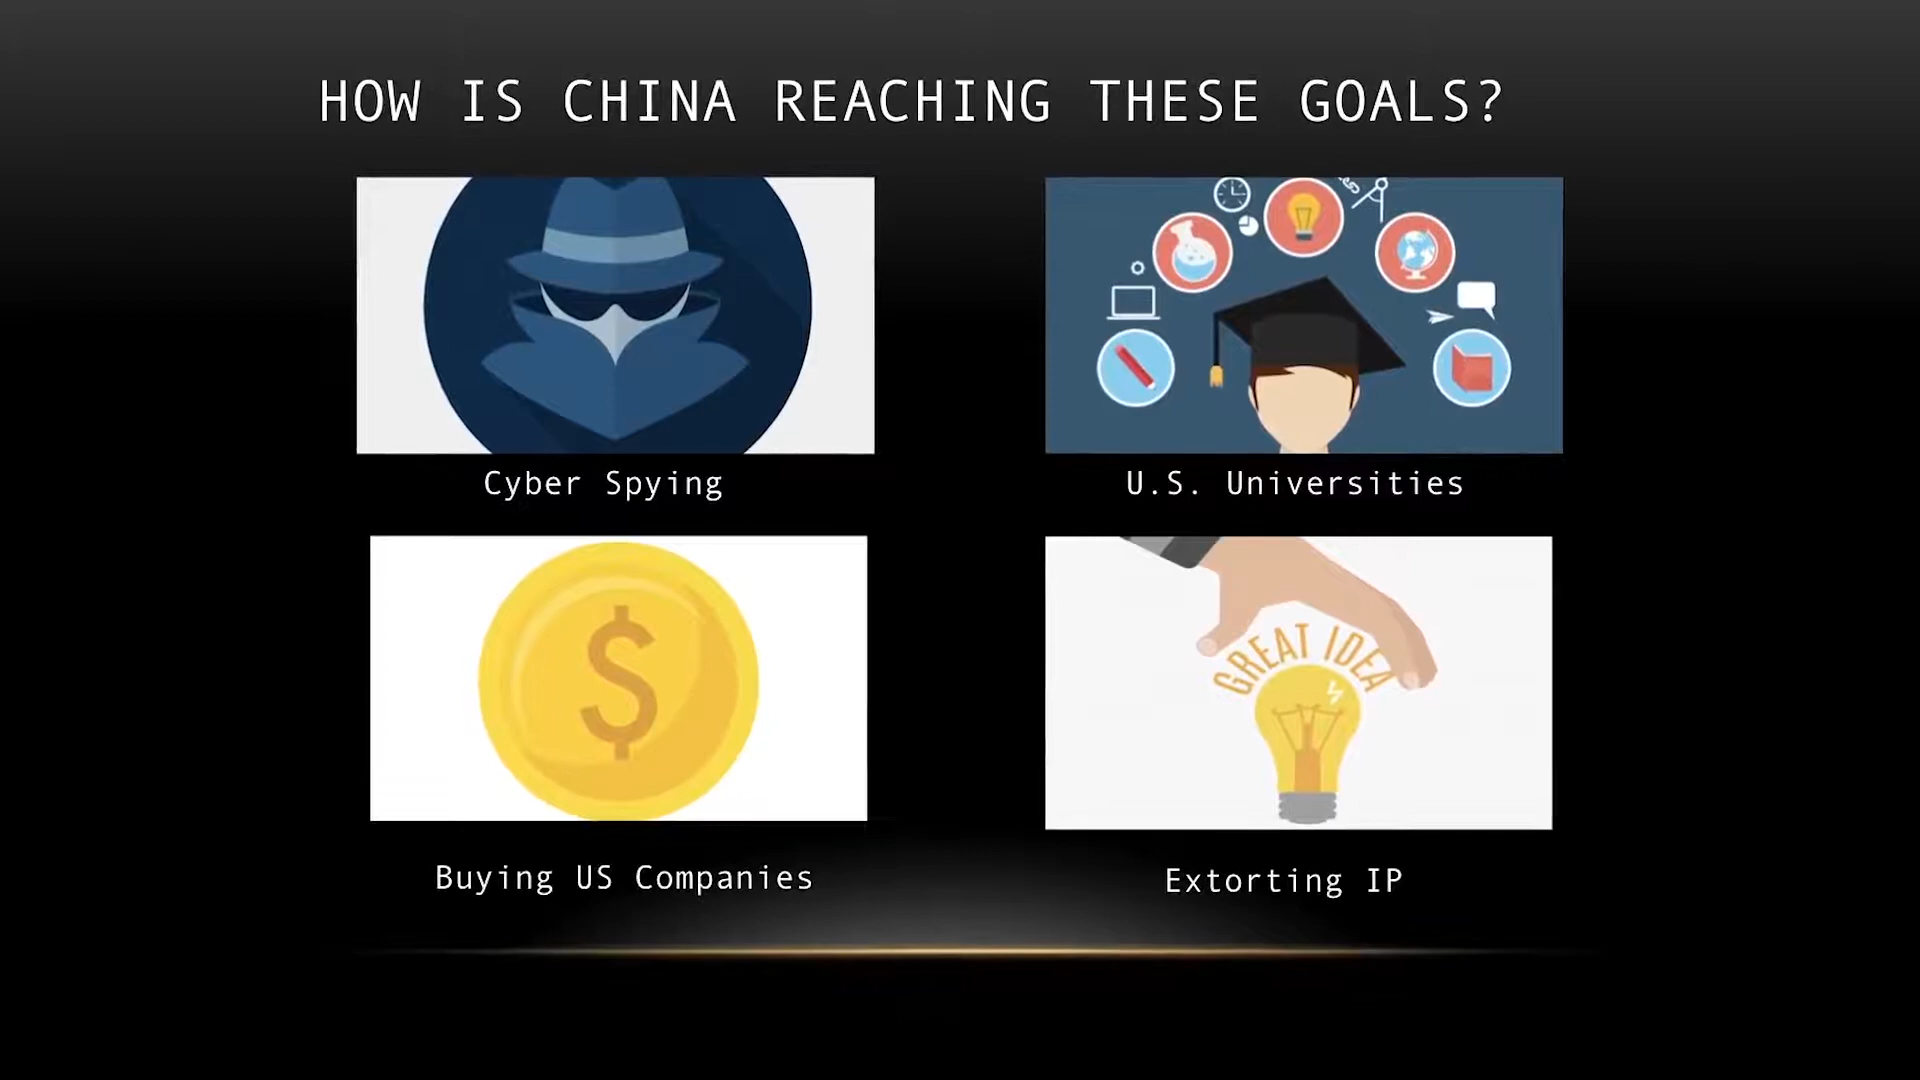 HOW IS CHINA REACHING THESE GOALS?
Cyber Spying
U.S. Universities
GREAT IDEA
Buying US Companies
Extorting IP